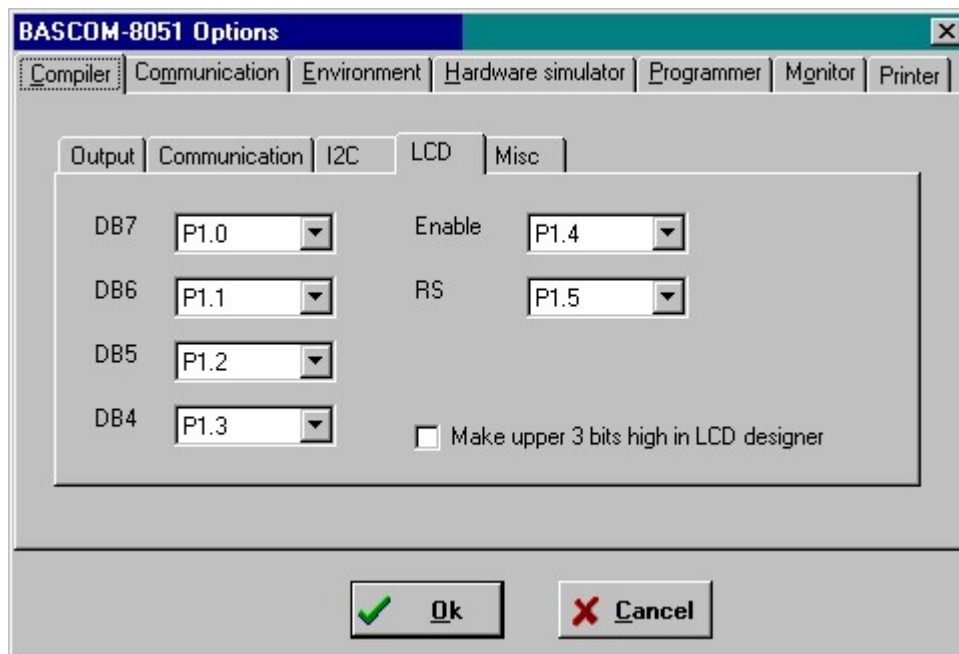 BASCOM-8051 Options
Compiler Communication Environment Hardware simulator Programmer Monitor Printer
Output Communication I2C LCD Misc
DB7 P1.0 Enable P1.4
DB6 P1.1 RS P1.5
DB5 P1.2
DB4 P1.3
Make upper 3 bits high in LCD designer
Ok Cancel